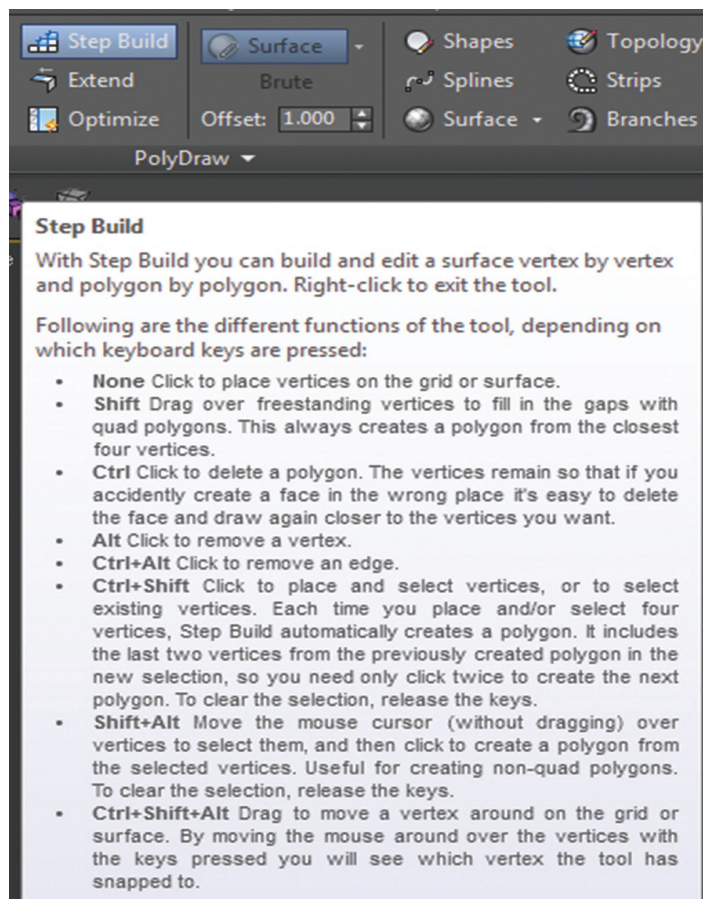 Step Build Surface Shapes Topology
Extend Brute Splines Strips
Optimize Offset: 1.000 Surface Branches
PolyDraw
Step Build
With Step Build you can build and edit a surface vertex by vertex
and polygon by polygon. Right-click to exit the tool.
Following are the different functions of the tool, depending on
which keyboard keys are pressed:
• None Click to place vertices on the grid or surface.
• Shift Drag over freestanding vertices to fill in the gaps with
quad polygons. This always creates a polygon from the closest
four vertices.
• Ctrl Click to delete a polygon. The vertices remain so that if you
accidently create a face in the wrong place it's easy to delete
the face and draw again closer to the vertices you want.
• Alt Click to remove a vertex.
• Ctrl+Alt Click to remove an edge.
• Ctrl+Shift Click to place and select vertices, or to select
existing vertices. Each time you place and/or select four
vertices, Step Build automatically creates a polygon. It includes
the last two vertices from the previously created polygon in the
new selection, so you need only click twice to create the next
polygon. To clear the selection, release the keys.
• Shift+Alt Move the mouse cursor (without dragging) over
vertices to select them, and then click to create a polygon from
the selected vertices. Useful for creating non-quad polygons.
To clear the selection, release the keys.
• Ctrl+Shift+Alt Drag to move a vertex around on the grid or
surface. By moving the mouse around over the vertices with
the keys pressed you will see which vertex the tool has
snapped to.